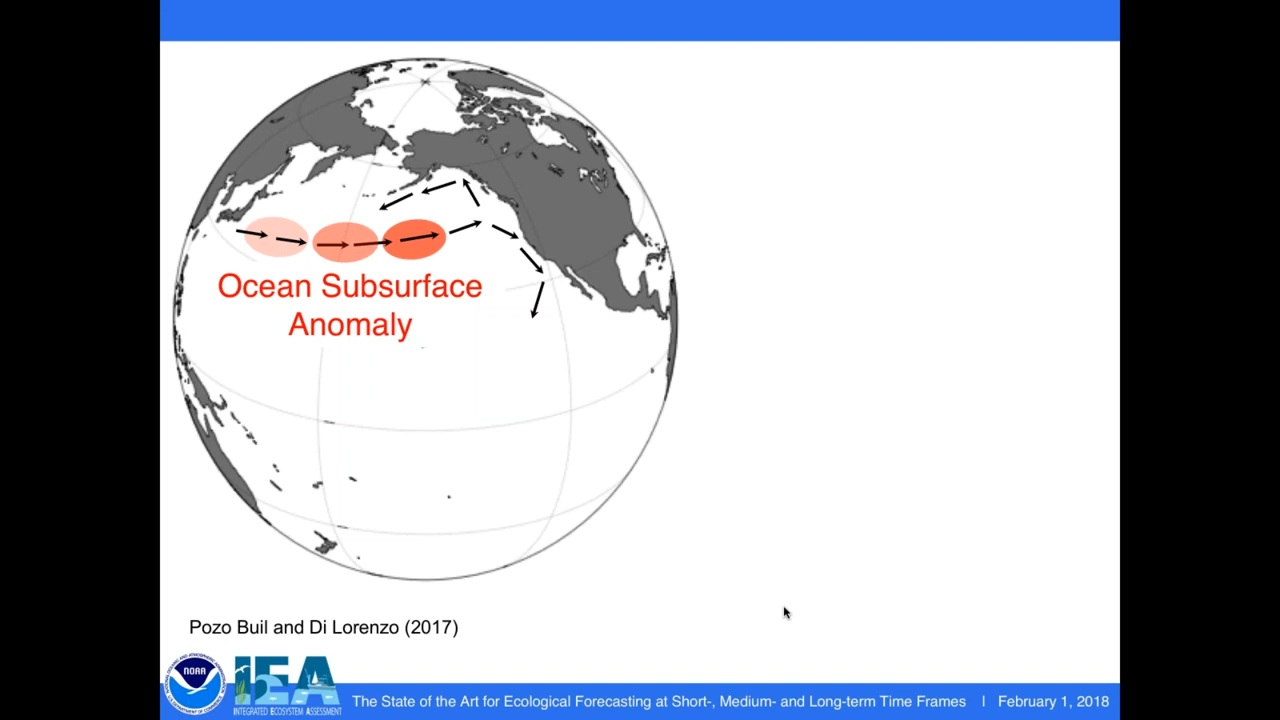 Ocean Subsurface
Anomaly
Pozo Buil and Di Lorenzo (2017)
NOAA
IEA
INTEGRATED ECOSYSTEM ASSESSMENT
The State of the Art for Ecological Forecasting at Short-, Medium- and Long-term Time Frames | February 1, 2018